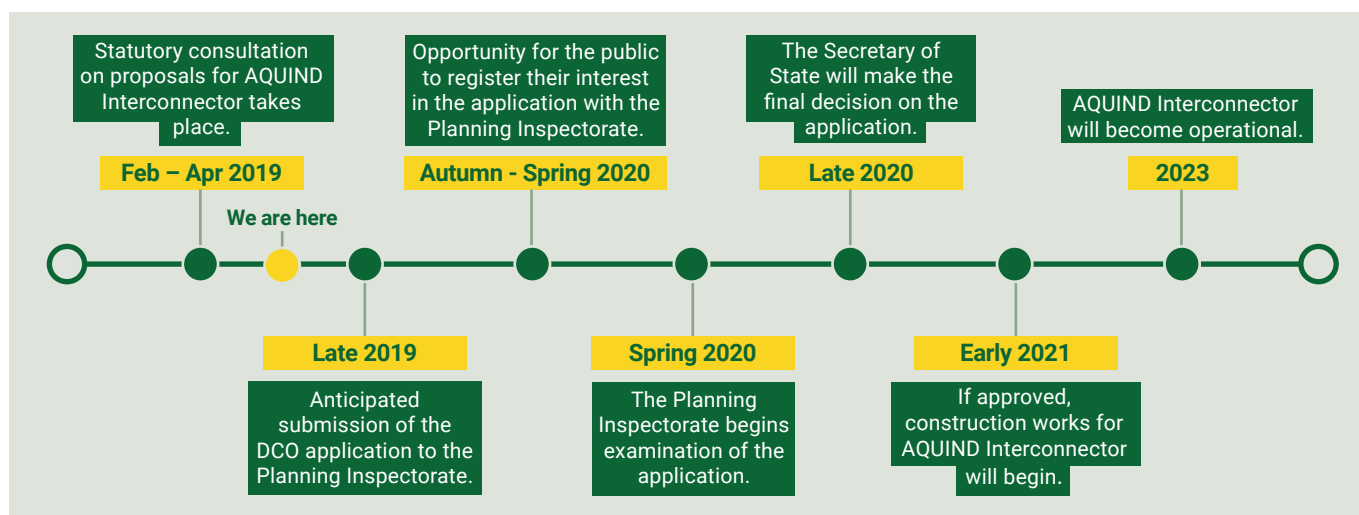 Statutory consultation
on proposals for AQUIND
Interconnector takes
place.
Feb – Apr 2019
We are here
Late 2019
Anticipated
submission of the
DCO application to the
Planning Inspectorate.
Opportunity for the public
to register their interest
in the application with the
Planning Inspectorate.
Autumn - Spring 2020
Spring 2020
The Planning
Inspectorate begins
examination of the
application.
The Secretary of
State will make the
final decision on the
application.
Late 2020
Early 2021
If approved,
construction works for
AQUIND Interconnector
will begin.
AQUIND Interconnector
will become operational.
2023